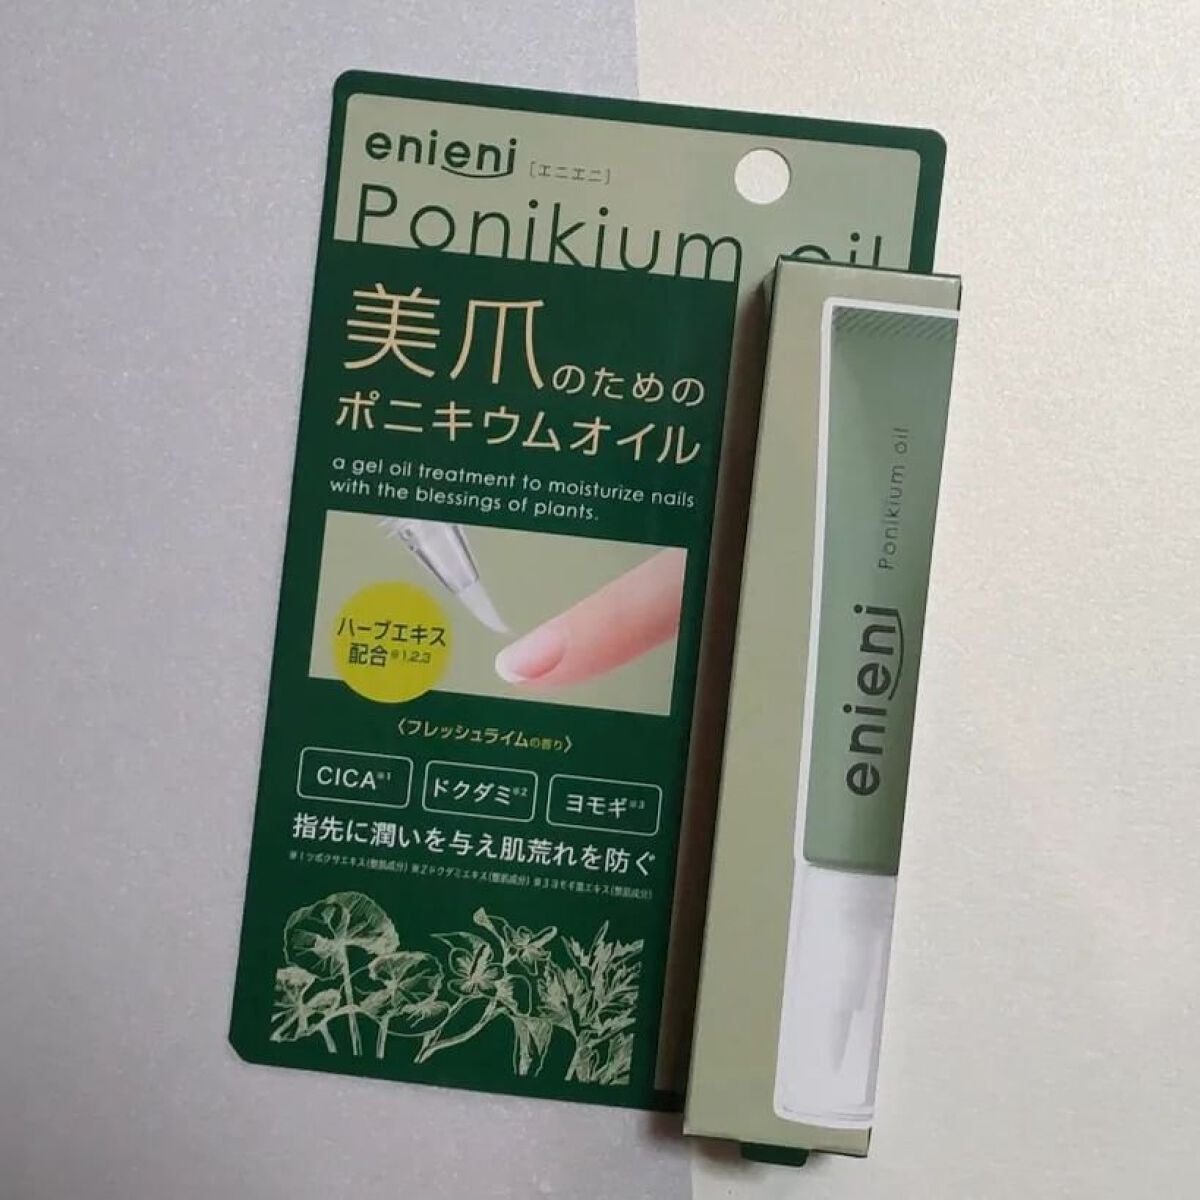 enieni [エニエニ]
Ponikium oil
美爪のための
ポニキウムオイル
a gel oil treatment to moisturize nails
with the blessings of plants.
ハーブエキス
配合※1,2,3
〈フレッシュライムの香り〉
CICA※1
ドクダミ※2
ヨモギ※3
指先に潤いを与え肌荒れを防ぐ
※1ツボクサエキス(整肌成分) ※2ドクダミエキス(整肌成分) ※3ヨモギ葉エキス(整肌成分)
enieni Ponikium oil